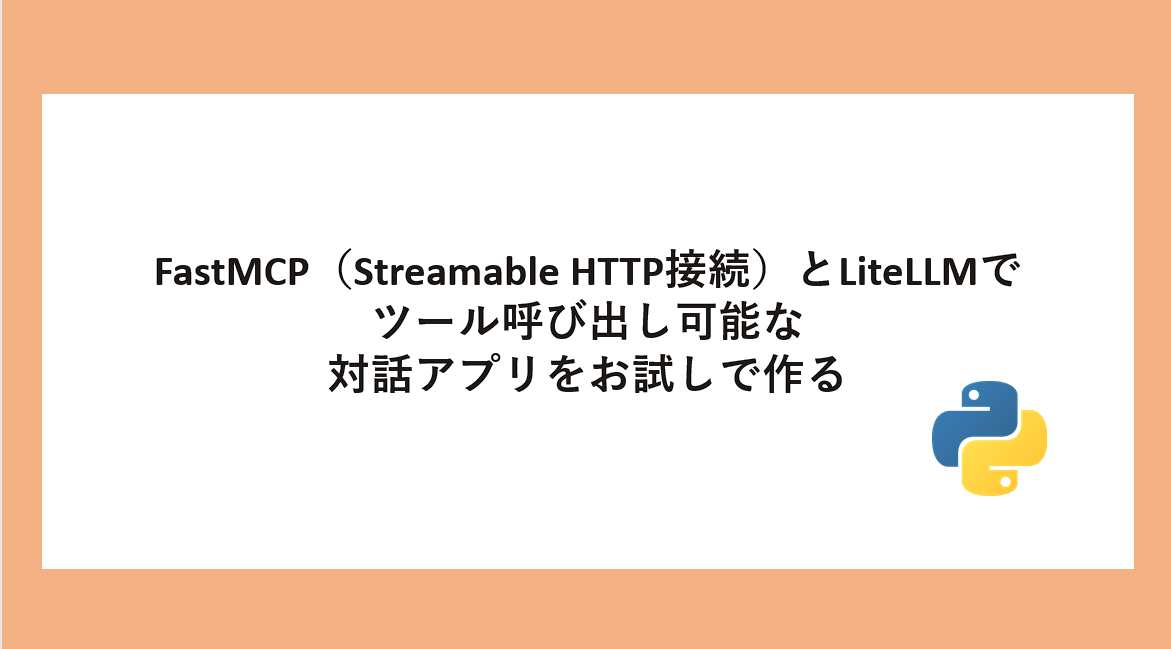 FastMCP（Streamable HTTP接続）とLiteLLMで
ツール呼び出し可能な
対話アプリをお試しで作る